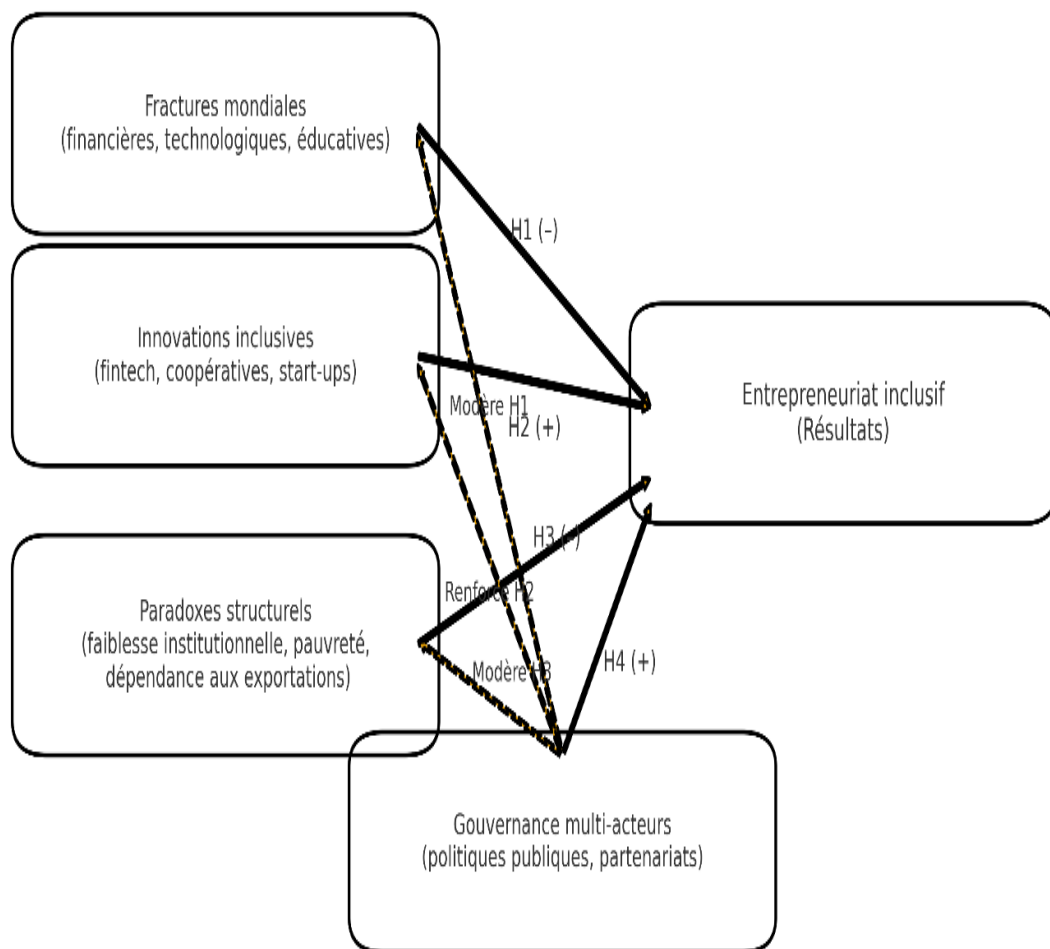 Fractures mondiales
(financières, technologiques, éducatives)
H1 (–)
Innovations inclusives
(fintech, coopératives, start-ups)
Entrepreneuriat inclusif
(Résultats)
Modère H1
H2 (+)
H3 (–)
Renforce H2
Paradoxes structurels
(faiblesse institutionnelle, pauvreté,
dépendance aux exportations)
Modère H3
H4 (+)
Gouvernance multi-acteurs
(politiques publiques, partenariats)